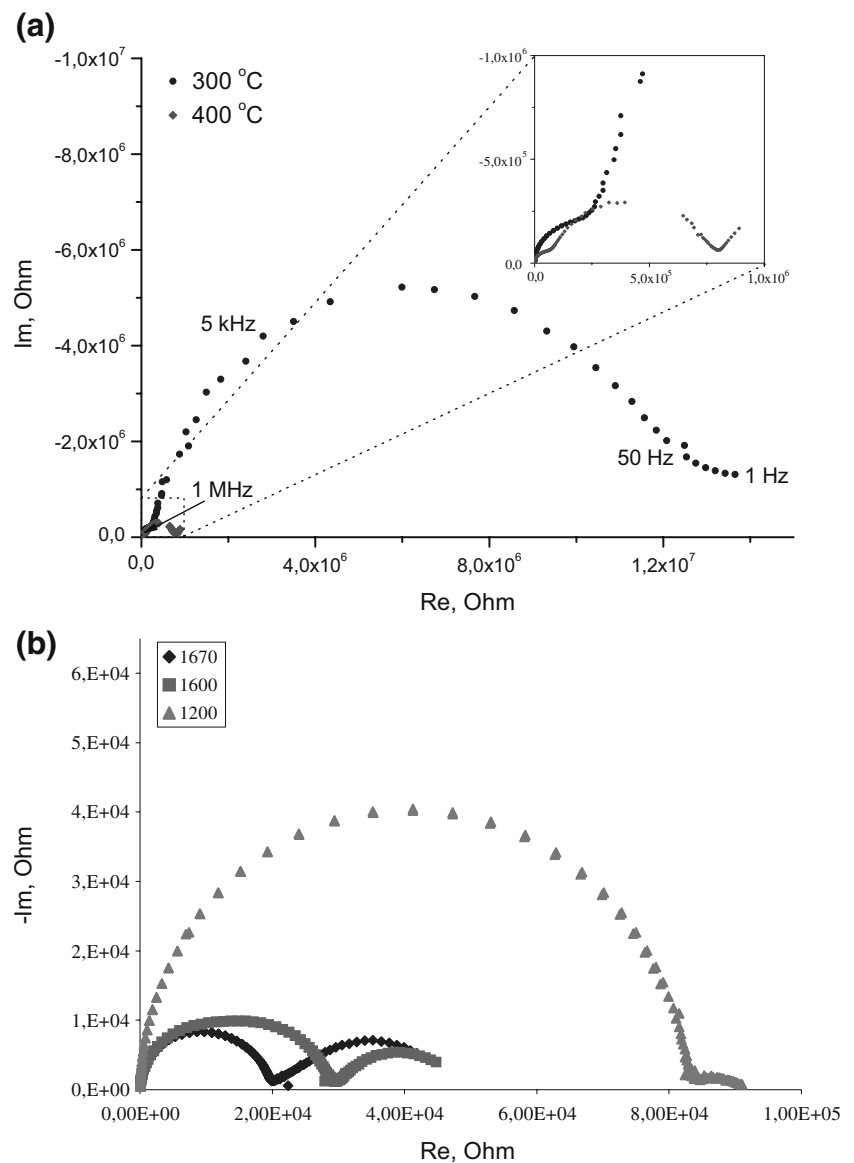 (a)
-1,0x10⁷
-8,0x10⁶
-6,0x10⁶
-4,0x10⁶
-2,0x10⁶
0,0
Im, Ohm
300 °C
400 °C
5 kHz
1 MHz
50 Hz
1 Hz
-1,0x10⁶
-5,0x10⁵
0,0
0,0 5,0x10⁵ 1,0x10⁶
0,0 4,0x10⁶ 8,0x10⁶ 1,2x10⁷
Re, Ohm
(b)
1670
1600
1200
6,E+04
5,E+04
4,E+04
3,E+04
2,E+04
1,E+04
0,E+00
-Im, Ohm
0,00E+00 2,00E+04 4,00E+04 6,00E+04 8,00E+04 1,00E+05
Re, Ohm